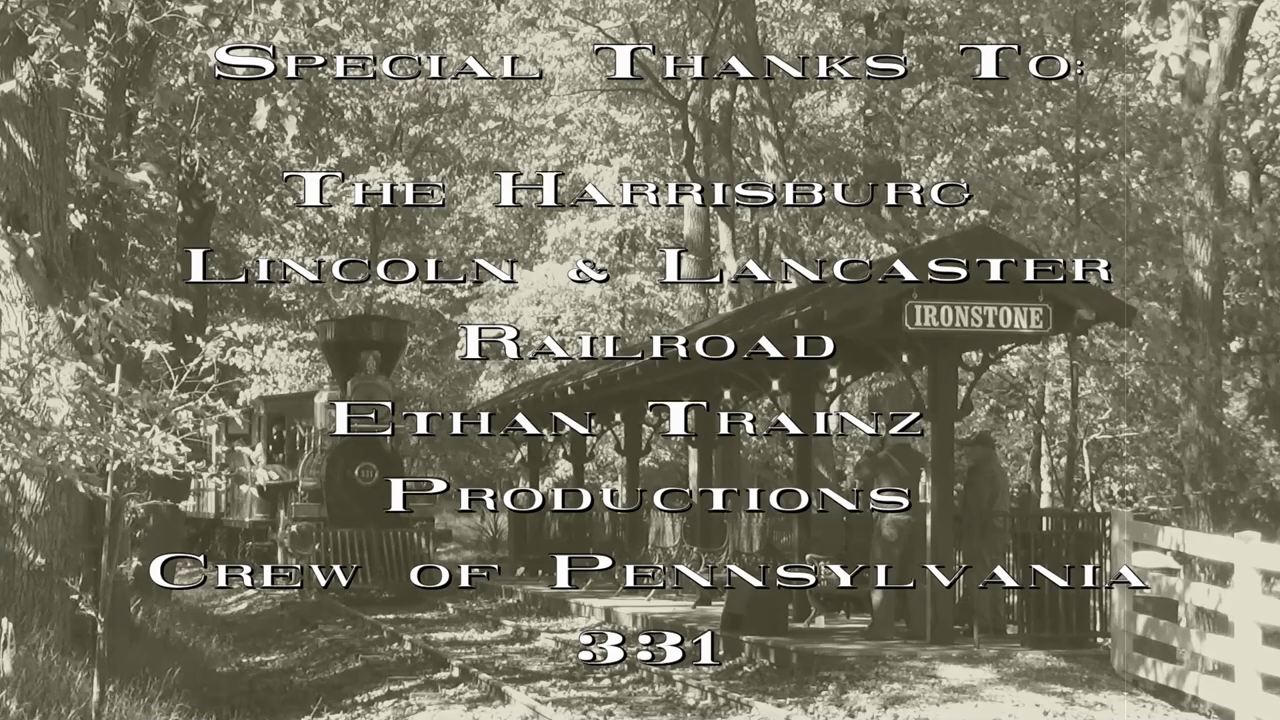 Special Thanks To:
The Harrisburg
Lincoln & Lancaster
Railroad
IRONSTONE
Ethan Trainz
Productions
Crew of Pennsylvania
331